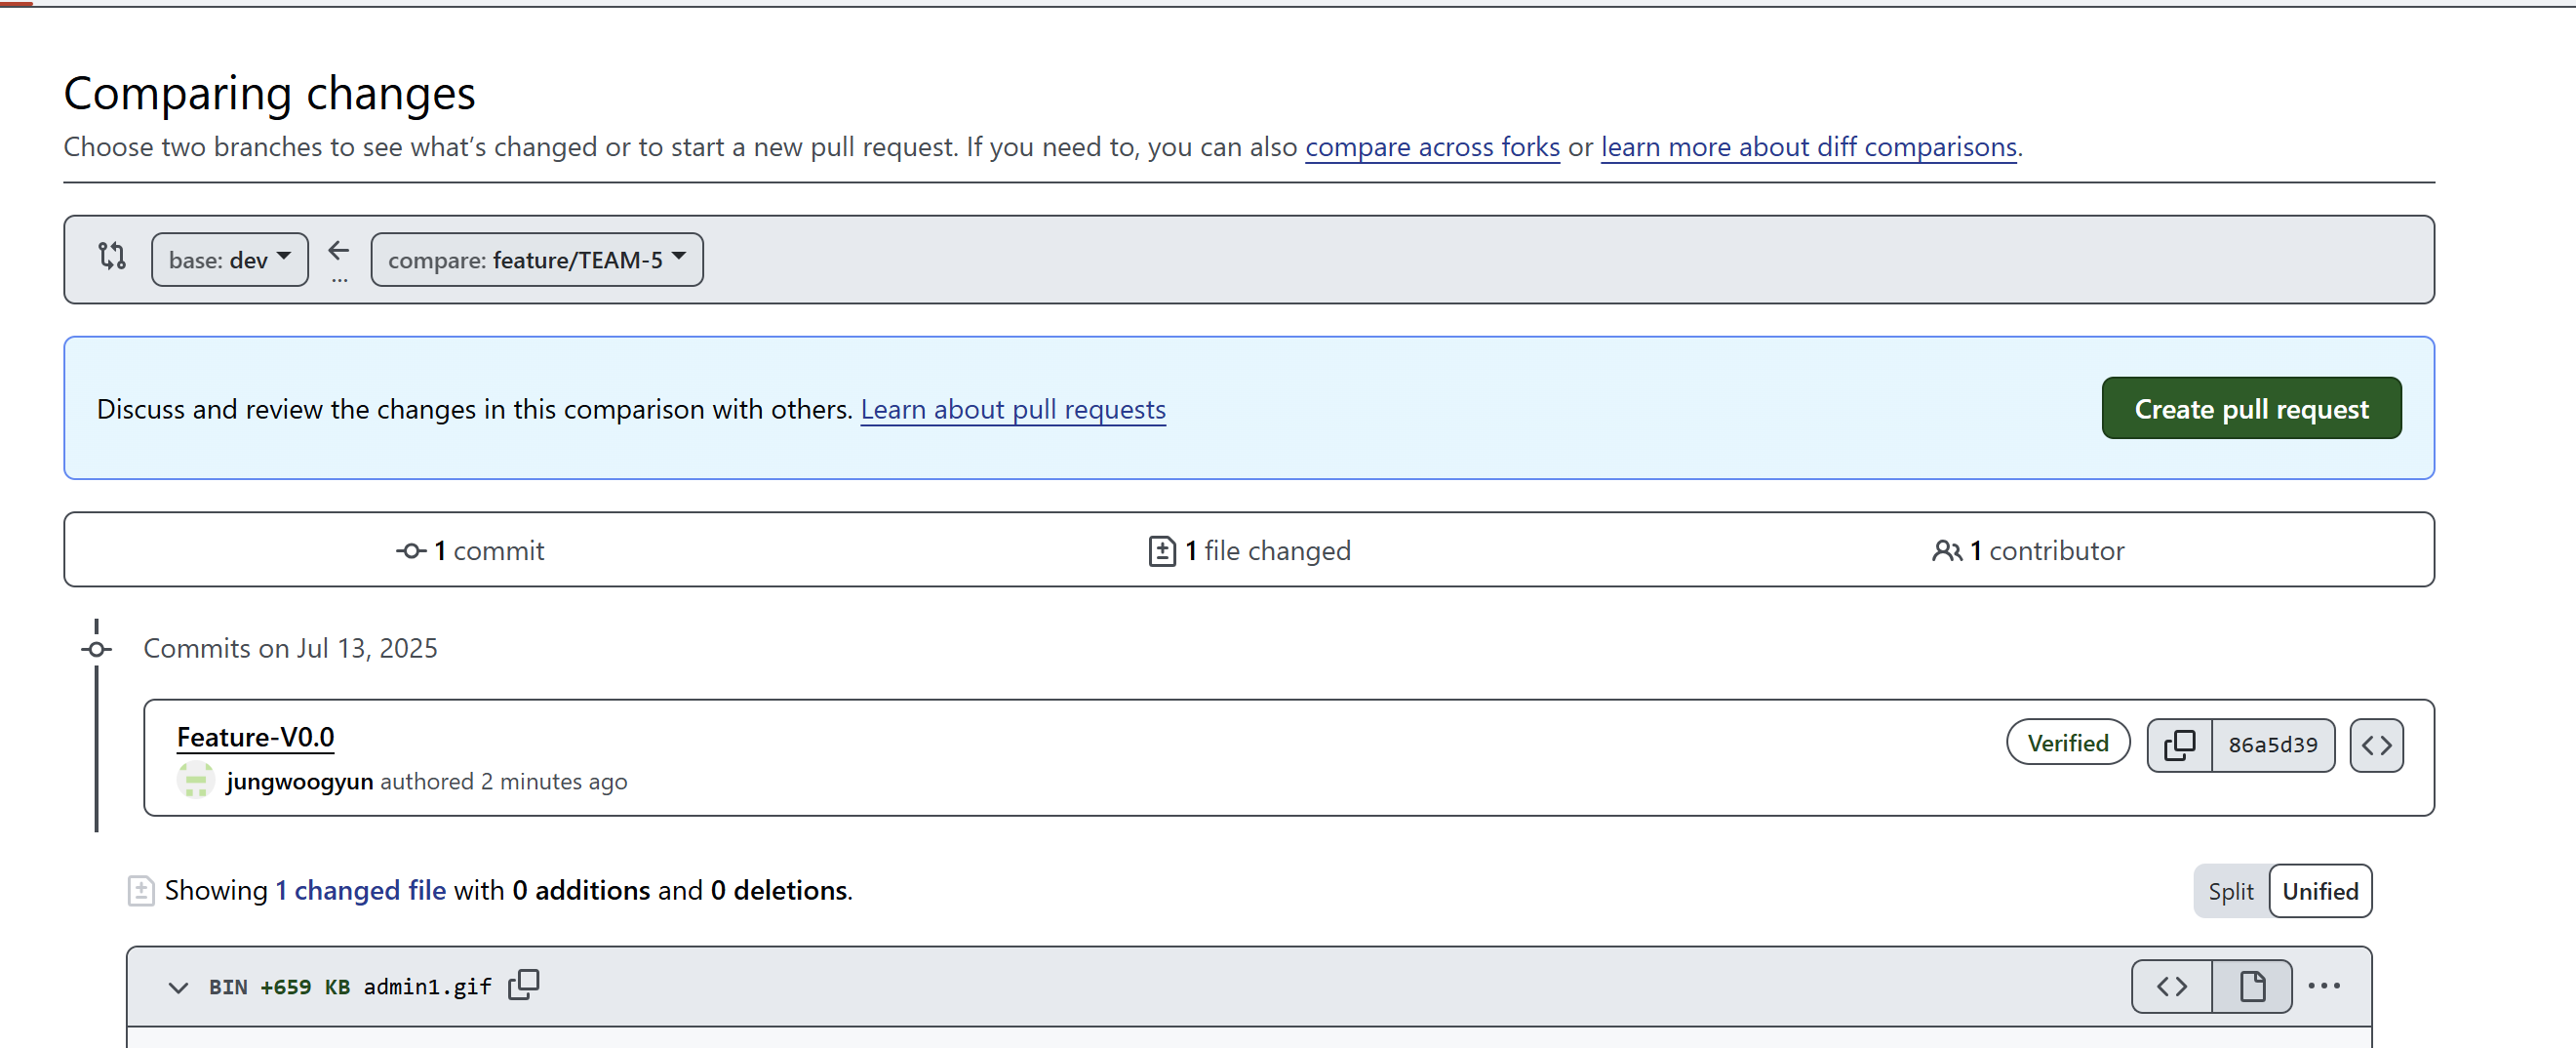 Comparing changes
Choose two branches to see what’s changed or to start a new pull request. If you need to, you can also compare across forks or learn more about diff comparisons.
base: dev ... compare: feature/TEAM-5
Discuss and review the changes in this comparison with others. Learn about pull requests Create pull request
1 commit 1 file changed 1 contributor
Commits on Jul 13, 2025
Feature-V0.0
Verified 86a5d39
jungwoogyun authored 2 minutes ago
Showing 1 changed file with 0 additions and 0 deletions. Split Unified
BIN +659 KB admin1.gif